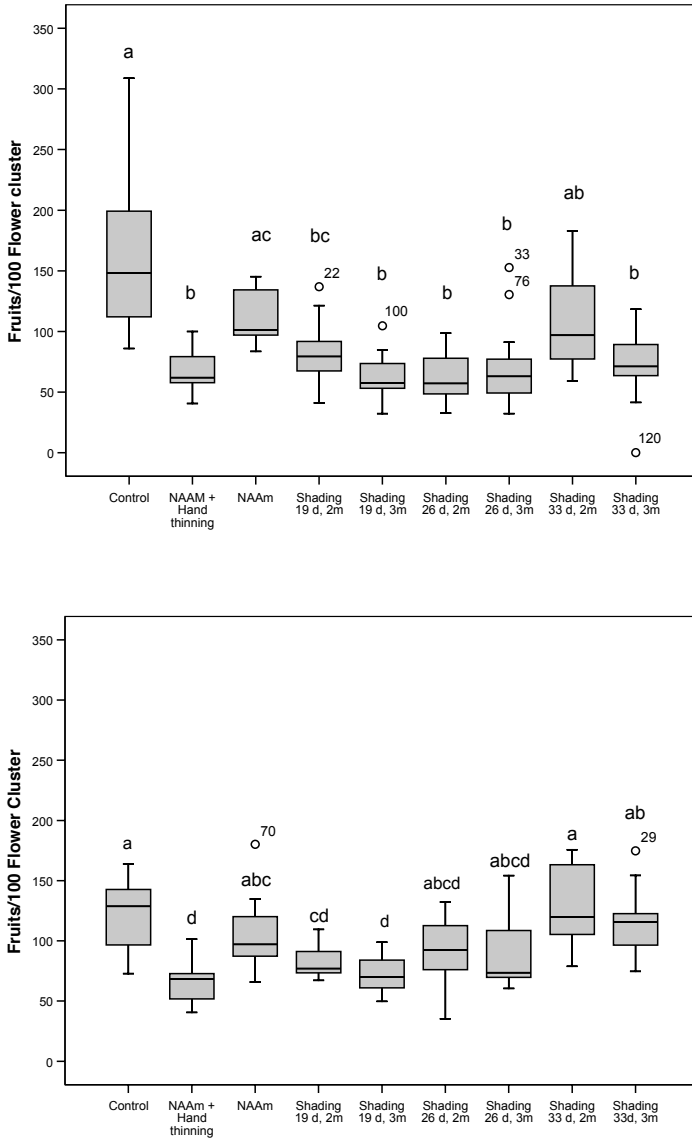 350
300
250
200
150
100
50
0
Fruits/100 Flower cluster
a
b
ac
bc
22
b
100
b
b
33
76
ab
b
120
Control
NAAM +
Hand
thinning
NAAm
Shading
19 d, 2m
Shading
19 d, 3m
Shading
26 d, 2m
Shading
26 d, 3m
Shading
33 d, 2m
Shading
33 d, 3m
350
300
250
200
150
100
50
0
Fruits/100 Flower Cluster
a
d
70
abc
cd
d
abcd
abcd
a
ab
29
Control
NAAm +
Hand
thinning
NAAm
Shading
19 d, 2m
Shading
19 d, 3m
Shading
26 d, 2m
Shading
26 d, 3m
Shading
33 d, 2m
Shading
33d, 3m